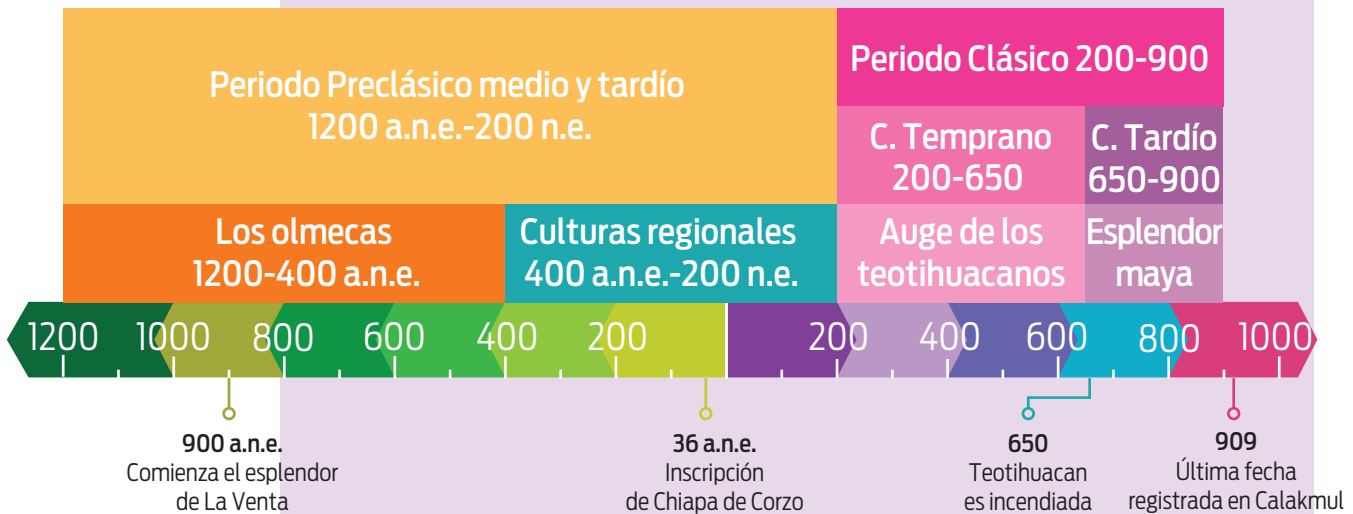 Periodo Preclásico medio y tardío
1200 a.n.e.-200 n.e.
Periodo Clásico 200-900
C. Temprano
200-650
C. Tardío
650-900
Los olmecas
1200-400 a.n.e.
Culturas regionales
400 a.n.e.-200 n.e.
Auge de los
teotihuacanos
Esplendor
maya
1200 1000 800 600 400 200 200 400 600 800 1000
900 a.n.e.
Comienza el esplendor
de La Venta
36 a.n.e.
Inscripción
de Chiapa de Corzo
650
Teotihuacan
es incendiada
909
Última fecha
registrada en Calakmul